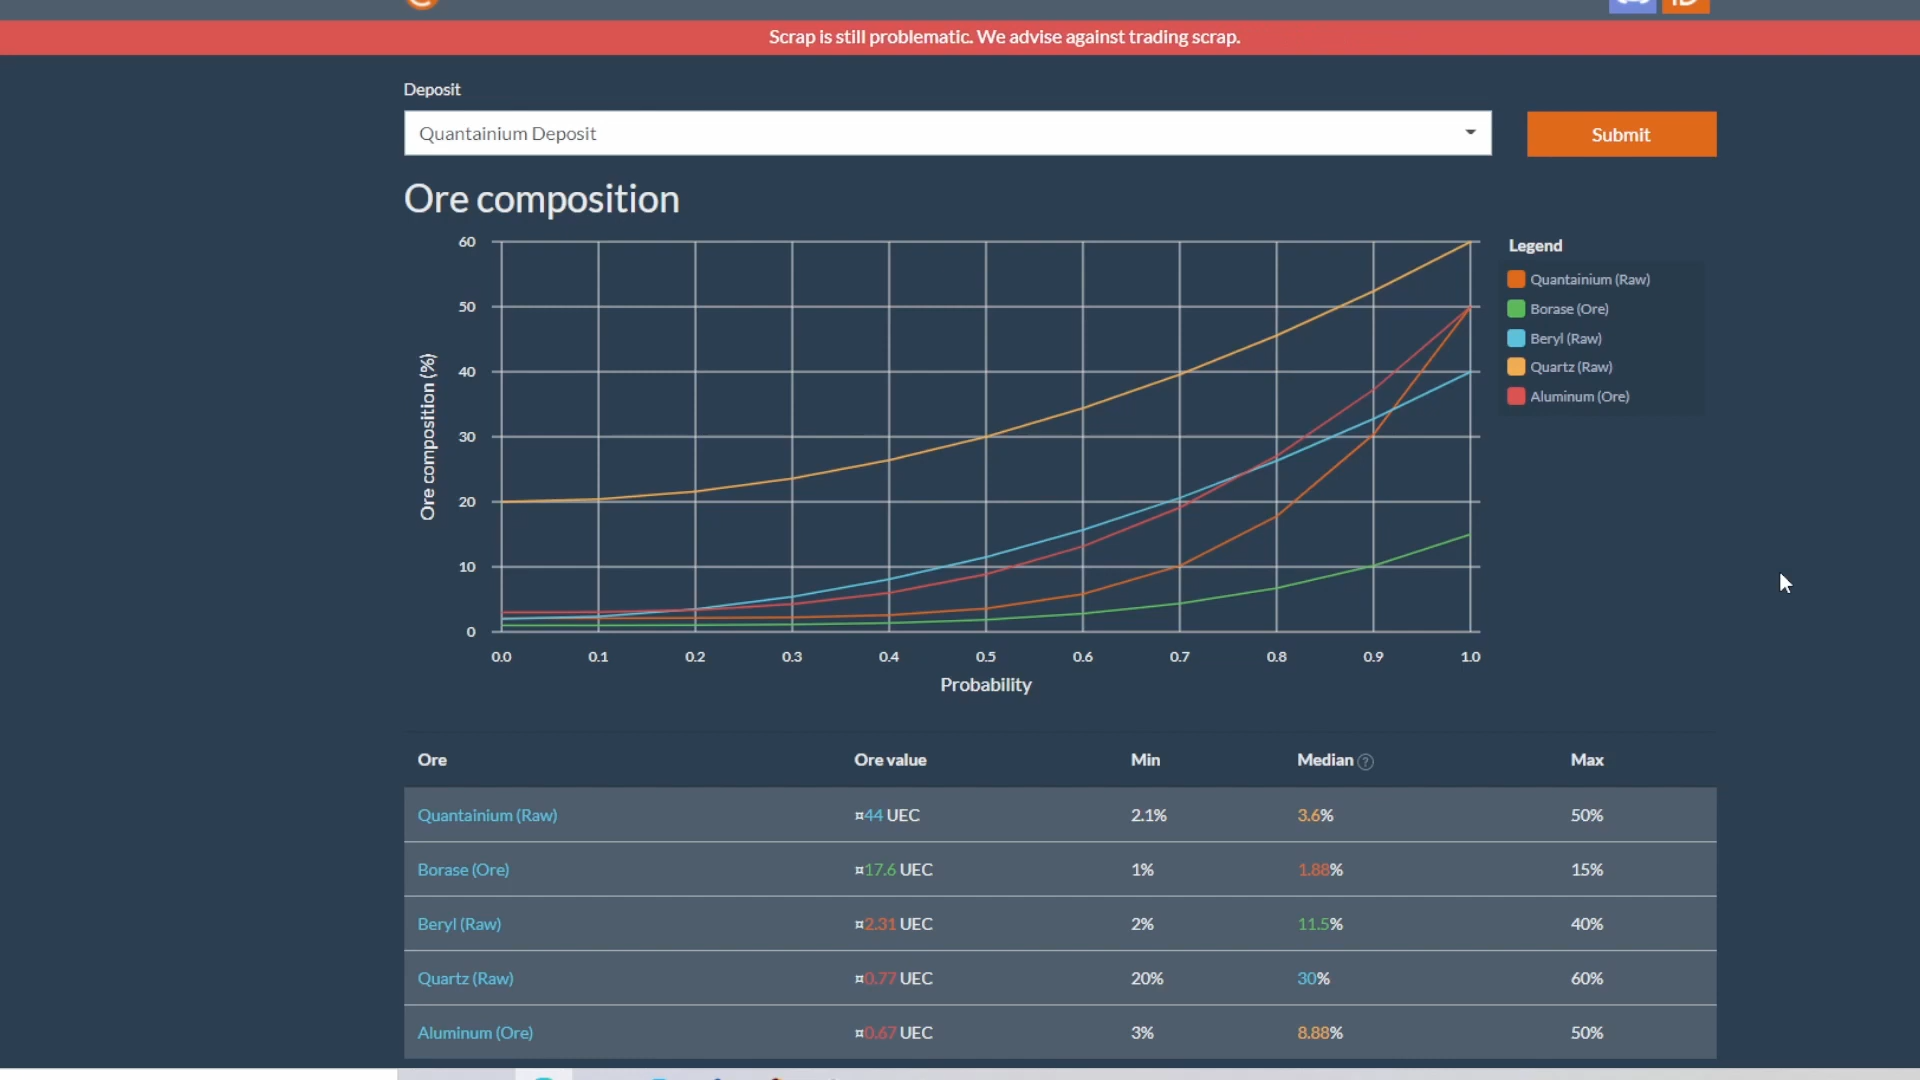 Scrap is still problematic. We advise against trading scrap.
Deposit
Quantainium Deposit
Submit
Ore composition
Legend
Quantainium (Raw)
Borase (Ore)
Beryl (Raw)
Quartz (Raw)
Aluminum (Ore)
Ore composition (%)
60
50
40
30
20
10
0
0.0 0.1 0.2 0.3 0.4 0.5 0.6 0.7 0.8 0.9 1.0
Probability
Ore Ore value Min Median ? Max
Quantainium (Raw) ¤44 UEC 2.1% 3.6% 50%
Borase (Ore) ¤17.6 UEC 1% 1.88% 15%
Beryl (Raw) ¤2.31 UEC 2% 11.5% 40%
Quartz (Raw) ¤0.77 UEC 20% 30% 60%
Aluminum (Ore) ¤0.67 UEC 3% 8.88% 50%